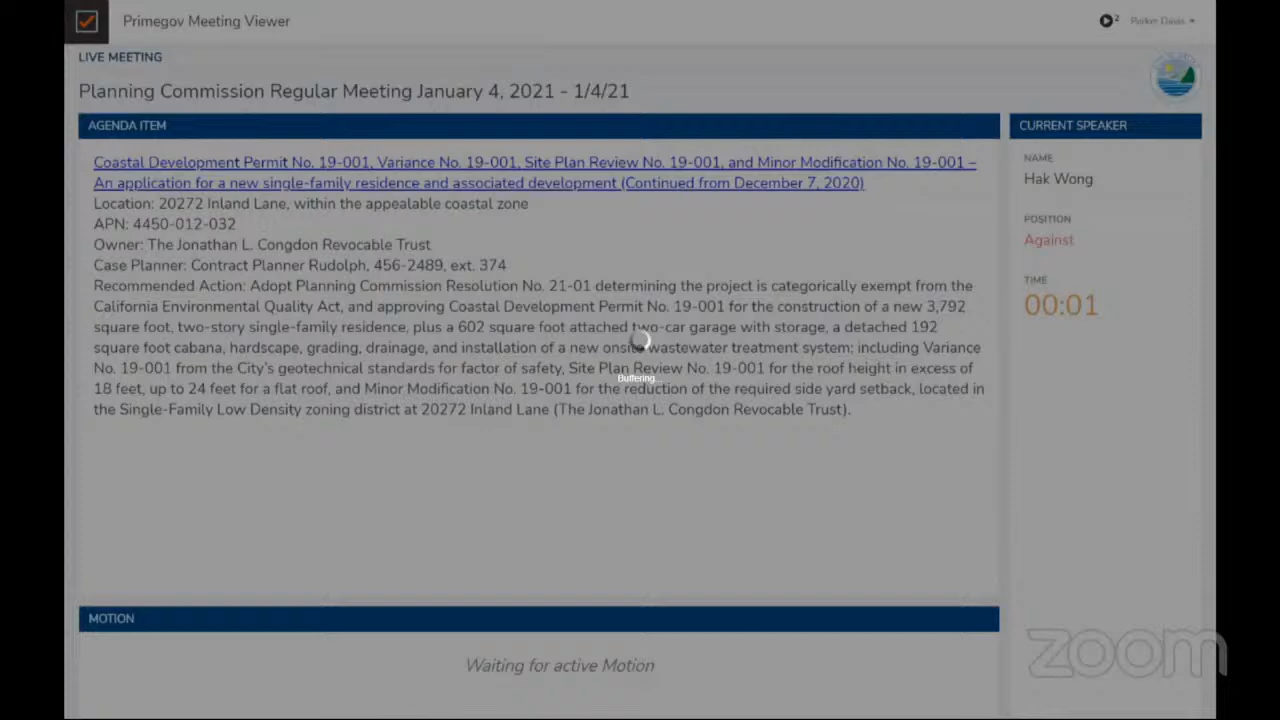 Primegov Meeting Viewer
2
Parker Davis
LIVE MEETING
Planning Commission Regular Meeting January 4, 2021 - 1/4/21
AGENDA ITEM
Coastal Development Permit No. 19-001, Variance No. 19-001, Site Plan Review No. 19-001, and Minor Modification No. 19-001 –
An application for a new single-family residence and associated development (Continued from December 7, 2020)
Location: 20272 Inland Lane, within the appealable coastal zone
APN: 4450-012-032
Owner: The Jonathan L. Congdon Revocable Trust
Case Planner: Contract Planner Rudolph, 456-2489, ext. 374
Recommended Action: Adopt Planning Commission Resolution No. 21-01 determining the project is categorically exempt from the
California Environmental Quality Act, and approving Coastal Development Permit No. 19-001 for the construction of a new 3,792
square foot, two-story single-family residence, plus a 602 square foot attached two-car garage with storage, a detached 192
square foot cabana, hardscape, grading, drainage, and installation of a new onsite wastewater treatment system; including Variance
No. 19-001 from the City's geotechnical standards for factor of safety, Site Plan Review No. 19-001 for the roof height in excess of
18 feet, up to 24 feet for a flat roof, and Minor Modification No. 19-001 for the reduction of the required side yard setback, located in
the Single-Family Low Density zoning district at 20272 Inland Lane (The Jonathan L. Congdon Revocable Trust).
Buffering...
CURRENT SPEAKER
NAME
Hak Wong
POSITION
Against
TIME
00:01
MOTION
Waiting for active Motion
zoom